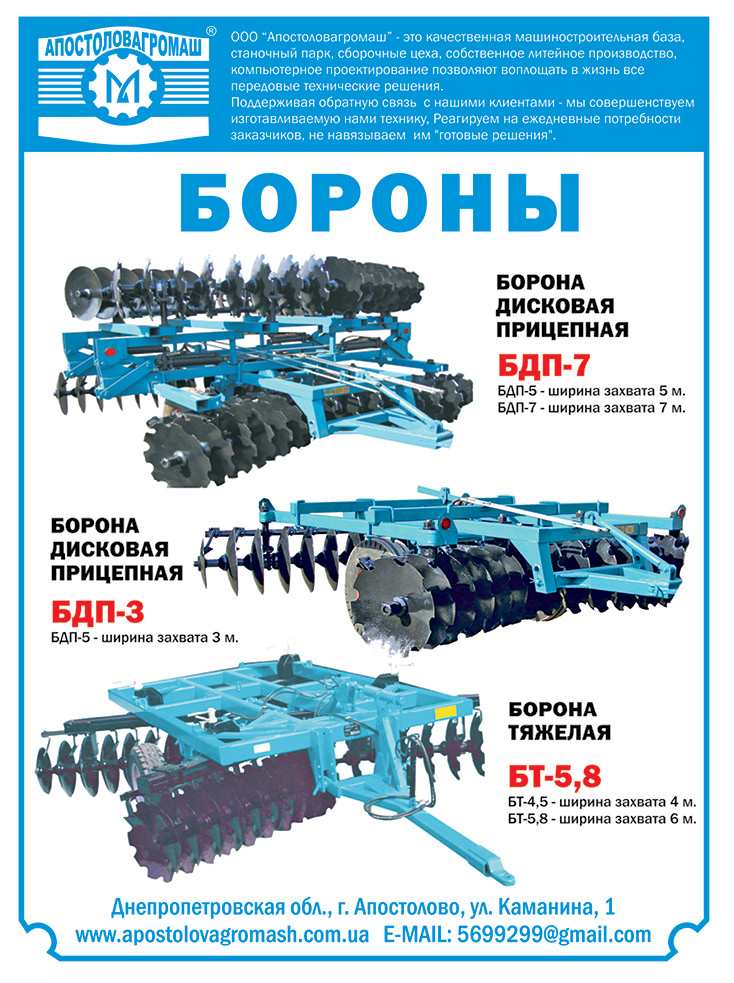 АПОСТОЛОВАГРОМАШ
®
М
ООО “Апостоловагромаш” - это качественная машиностроительная база,
станочный парк, сборочные цеха, собственное литейное производство,
компьютерное проектирование позволяют воплощать в жизнь все
передовые технические решения.
Поддерживая обратную связь с нашими клиентами - мы совершенствуем
изготавливаемую нами технику, Реагируем на ежедневные потребности
заказчиков, не навязываем им "готовые решения".
БОРОНЫ
БОРОНА
ДИСКОВАЯ
ПРИЦЕПНАЯ
БДП-7
БДП-5 - ширина захвата 5 м.
БДП-7 - ширина захвата 7 м.
БОРОНА
ДИСКОВАЯ
ПРИЦЕПНАЯ
БДП-3
БДП-5 - ширина захвата 3 м.
БОРОНА
ТЯЖЕЛАЯ
БТ-5,8
БТ-4,5 - ширина захвата 4 м.
БТ-5,8 - ширина захвата 6 м.
Днепропетровская обл., г. Апостолово, ул. Каманина, 1
www.apostolovagromash.com.ua E-MAIL: 5699299@gmail.com